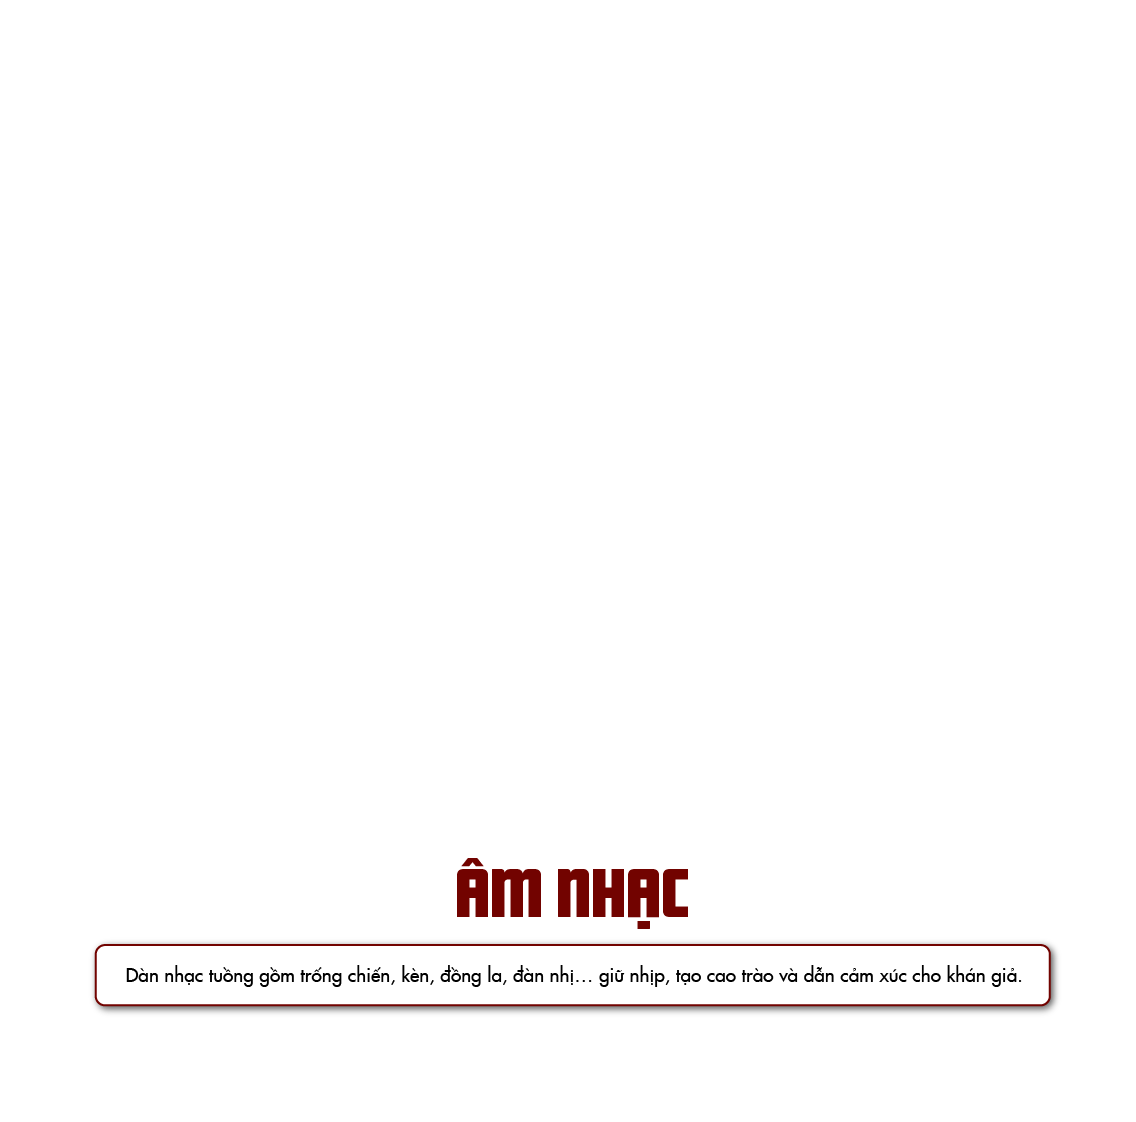 ÂM NHẠC
Dàn nhạc tuồng gồm trống chiến, kèn, đồng la, đàn nhị... giữ nhịp, tạo cao trào và dẫn cảm xúc cho khán giả.